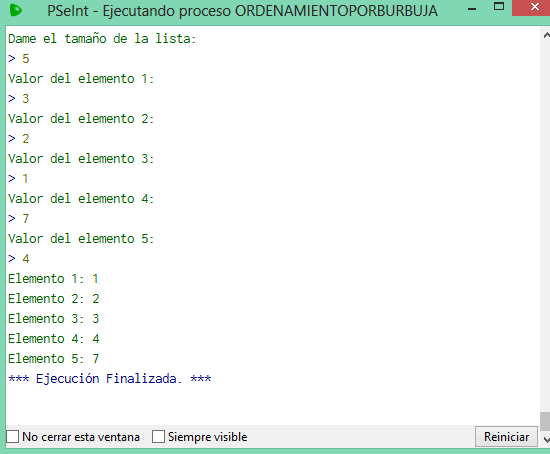 PSeInt - Ejecutando proceso ORDENAMIENTOPORBURBUJA
Dame el tamaño de la lista:
> 5
Valor del elemento 1:
> 3
Valor del elemento 2:
> 2
Valor del elemento 3:
> 1
Valor del elemento 4:
> 7
Valor del elemento 5:
> 4
Elemento 1: 1
Elemento 2: 2
Elemento 3: 3
Elemento 4: 4
Elemento 5: 7
*** Ejecución Finalizada. ***
No cerrar esta ventana Siempre visible Reiniciar